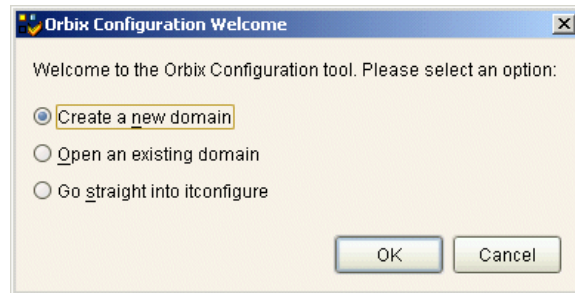 Orbix Configuration Welcome
Welcome to the Orbix Configuration tool. Please select an option:
Create a new domain
Open an existing domain
Go straight into itconfigure
OK Cancel